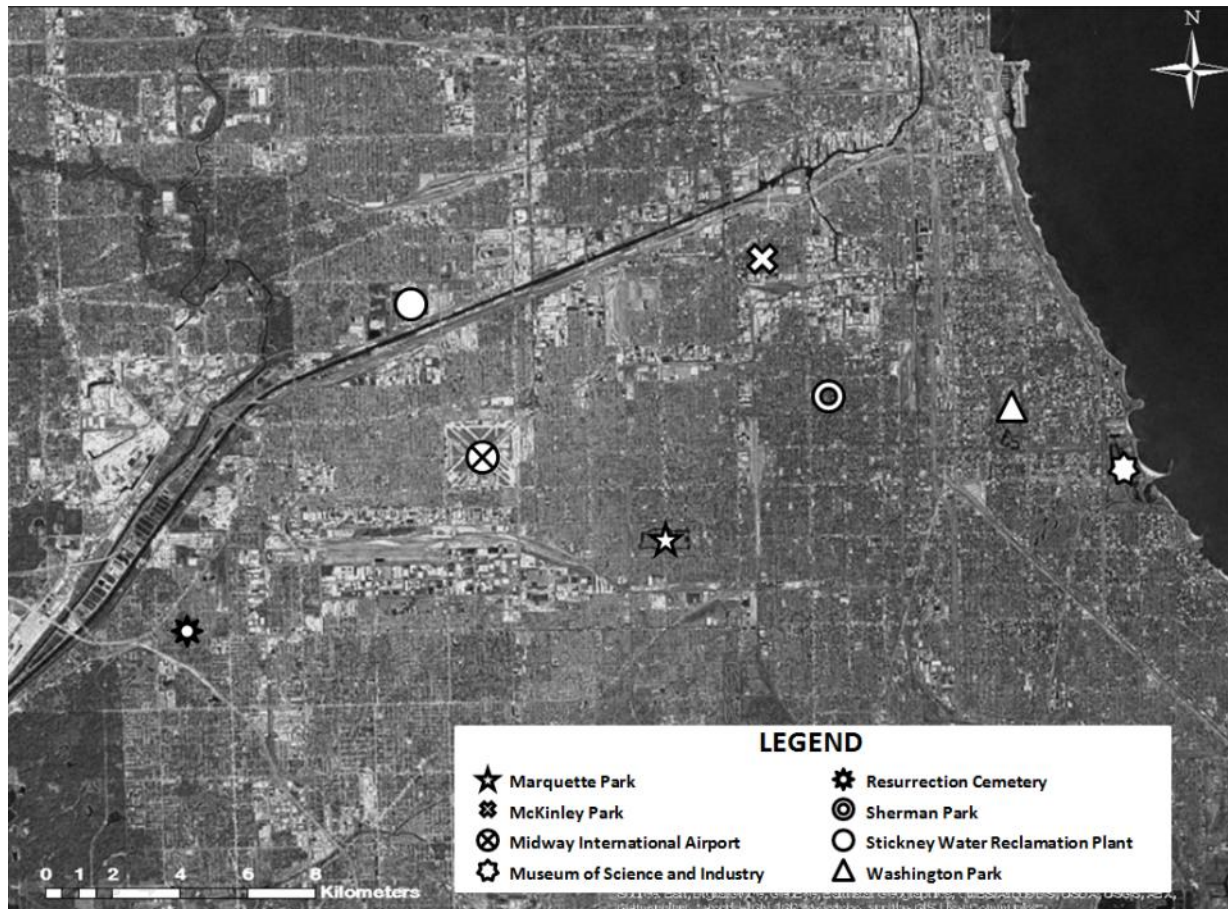 N
LEGEND
Marquette Park
McKinley Park
Midway International Airport
Museum of Science and Industry
Resurrection Cemetery
Sherman Park
Stickney Water Reclamation Plant
Washington Park
0 1 2 4 6 8
Kilometers